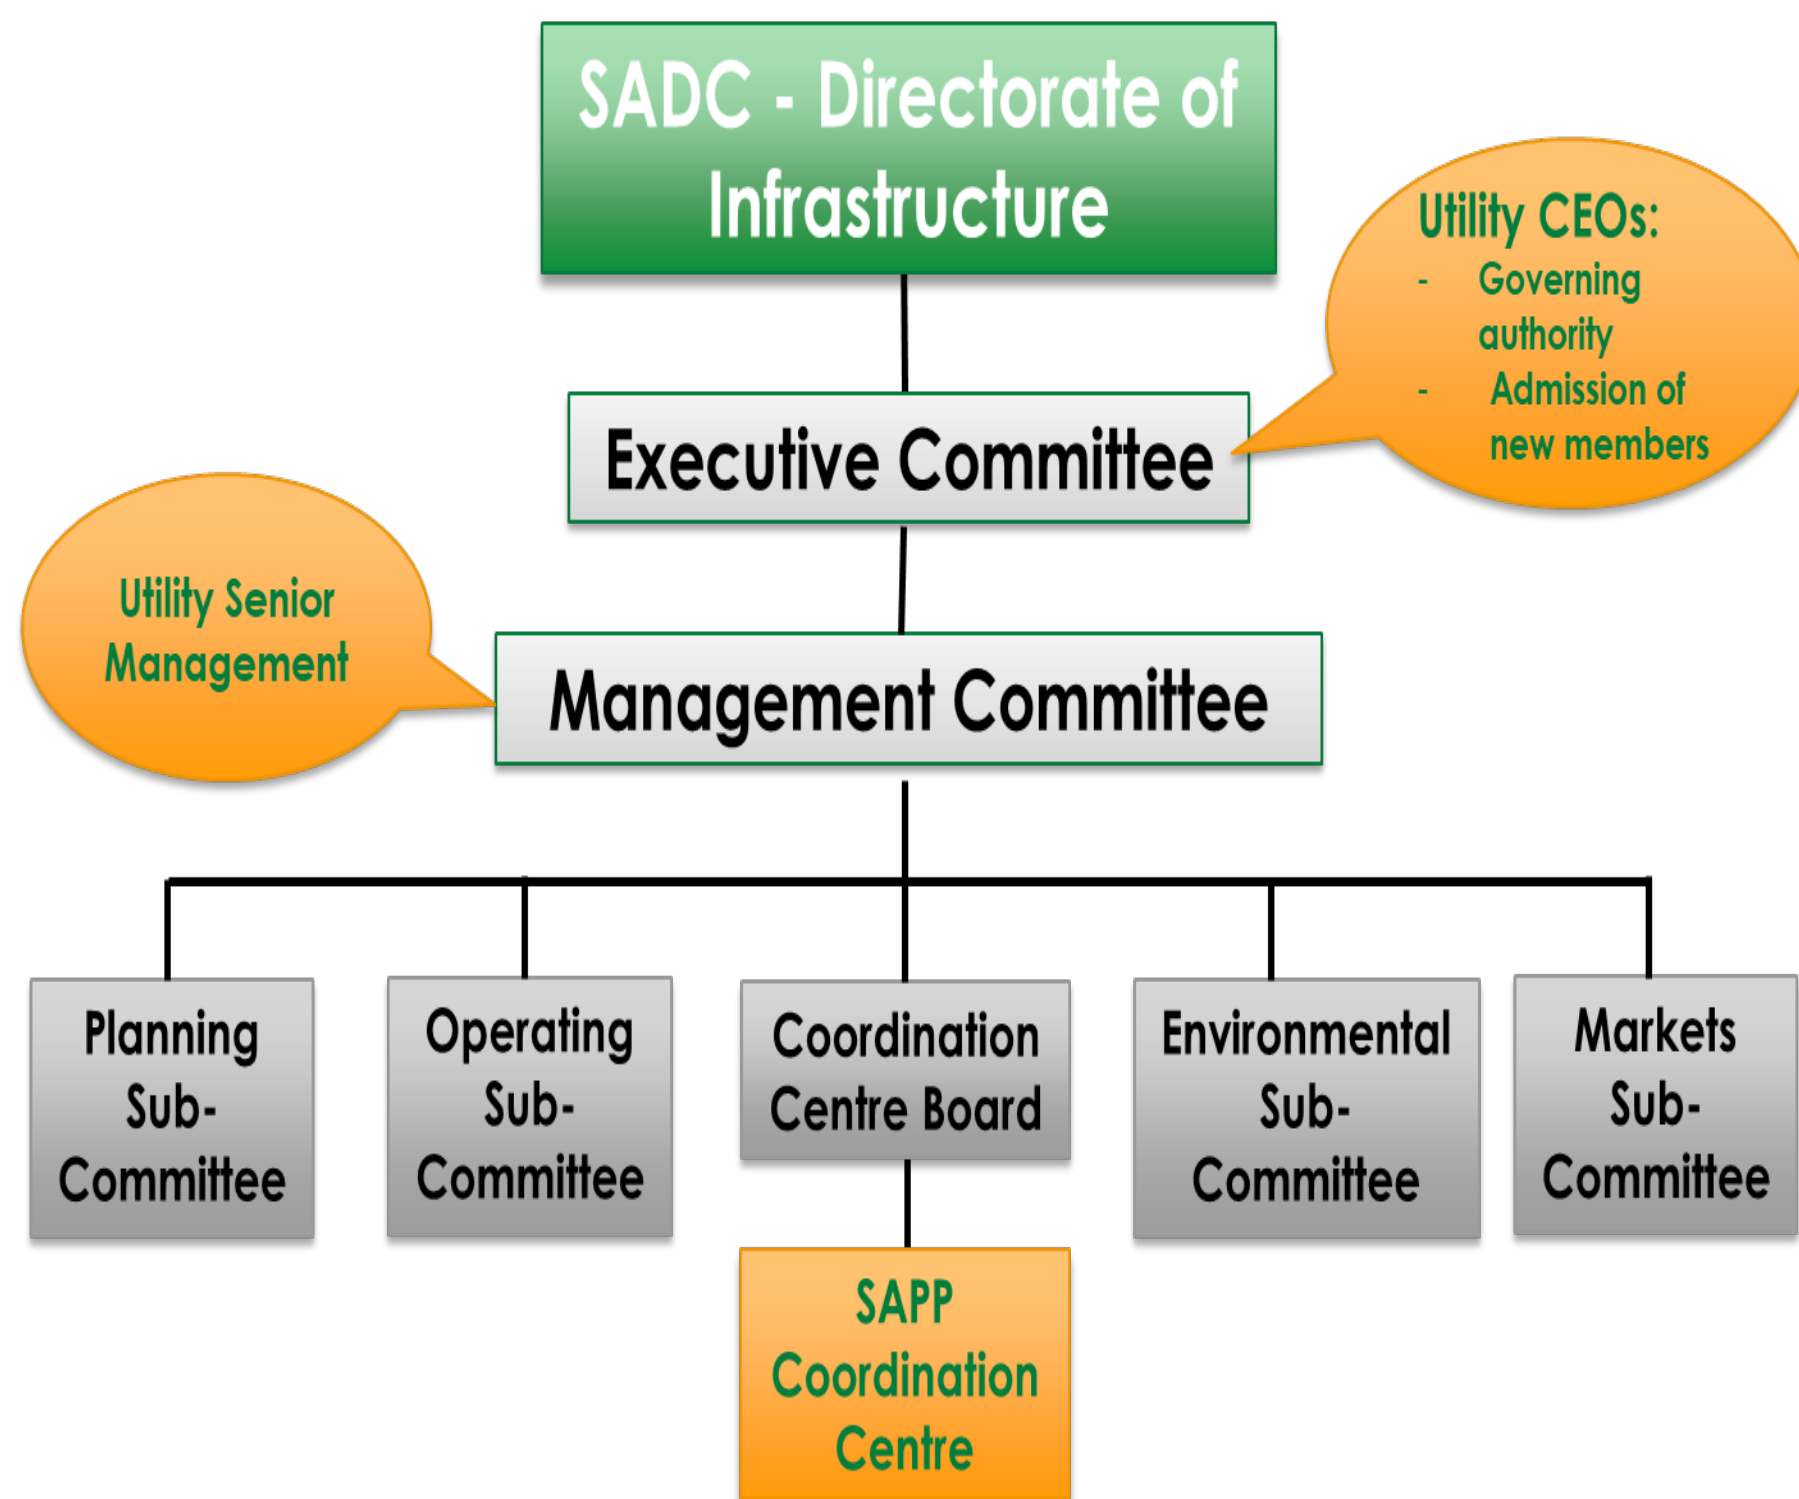 SADC - Directorate of
Infrastructure
Utility CEOs:
- Governing
authority
- Admission of
new members
Executive Committee
Utility Senior
Management
Management Committee
Planning
Sub-
Committee
Operating
Sub-
Committee
Coordination
Centre Board
Environmental
Sub-
Committee
Markets
Sub-
Committee
SAPP
Coordination
Centre